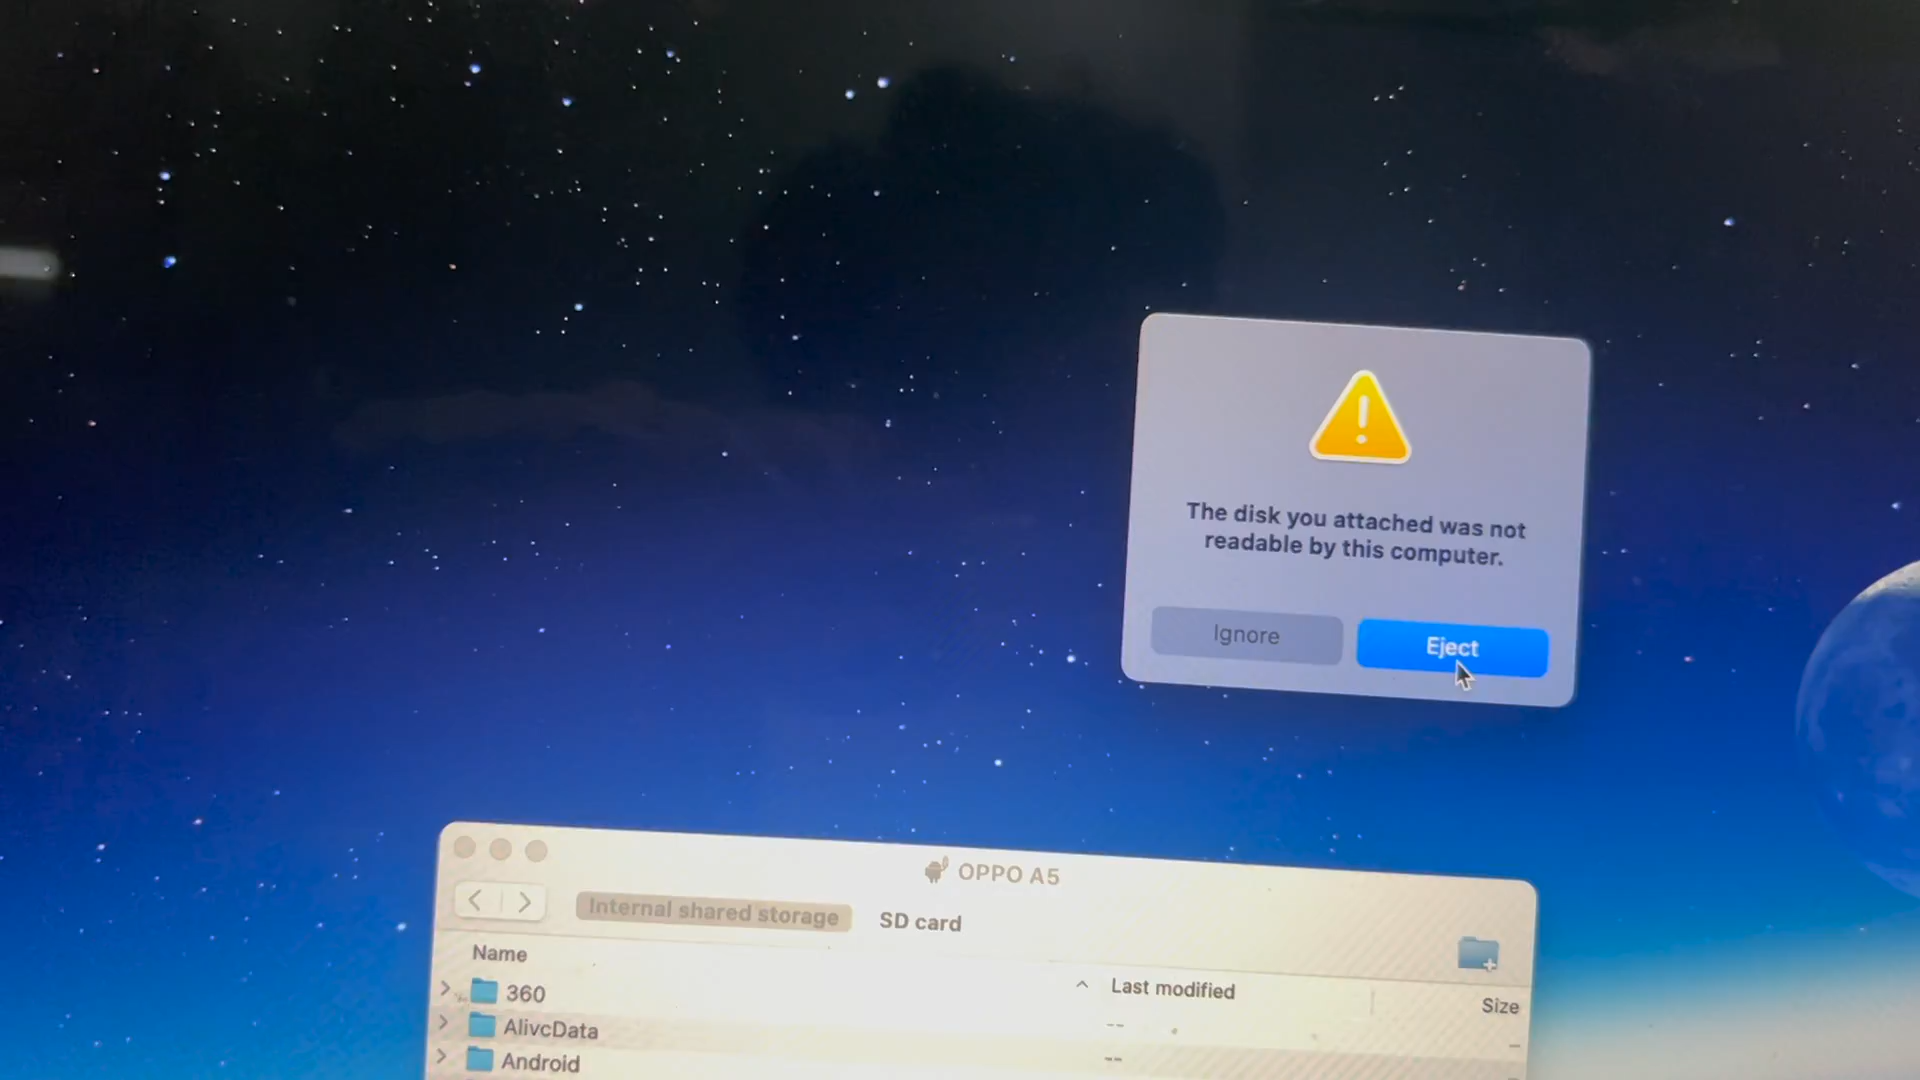 The disk you attached was not
readable by this computer.
Ignore
Eject
OPPO A5
Internal shared storage
SD card
Name
Last modified
Size
360
--
AlivcData
--
Android